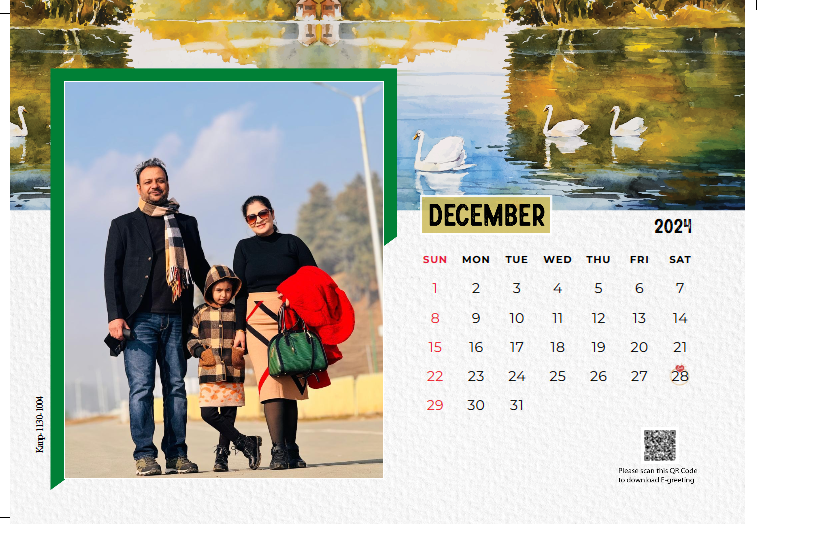 DECEMBER
2024
SUN MON TUE WED THU FRI SAT
1 2 3 4 5 6 7
8 9 10 11 12 13 14
15 16 17 18 19 20 21
22 23 24 25 26 27 28
29 30 31
Kanp-1130-1004
Please scan this QR Code
to download E-greeting